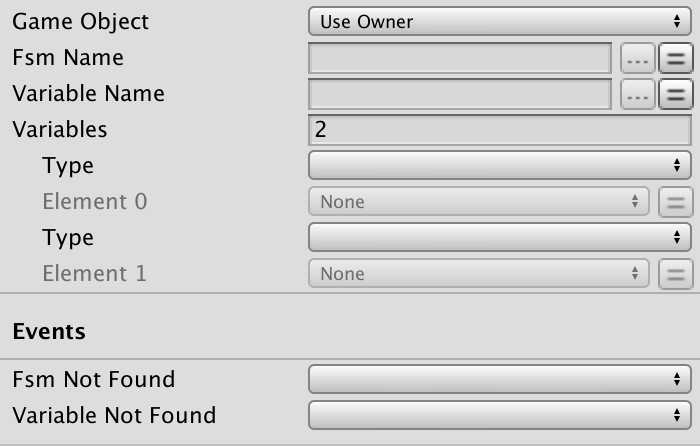 Game Object Use Owner
Fsm Name ... =
Variable Name ... =
Variables 2
Type
Element 0 None =
Type
Element 1 None =
Events
Fsm Not Found
Variable Not Found